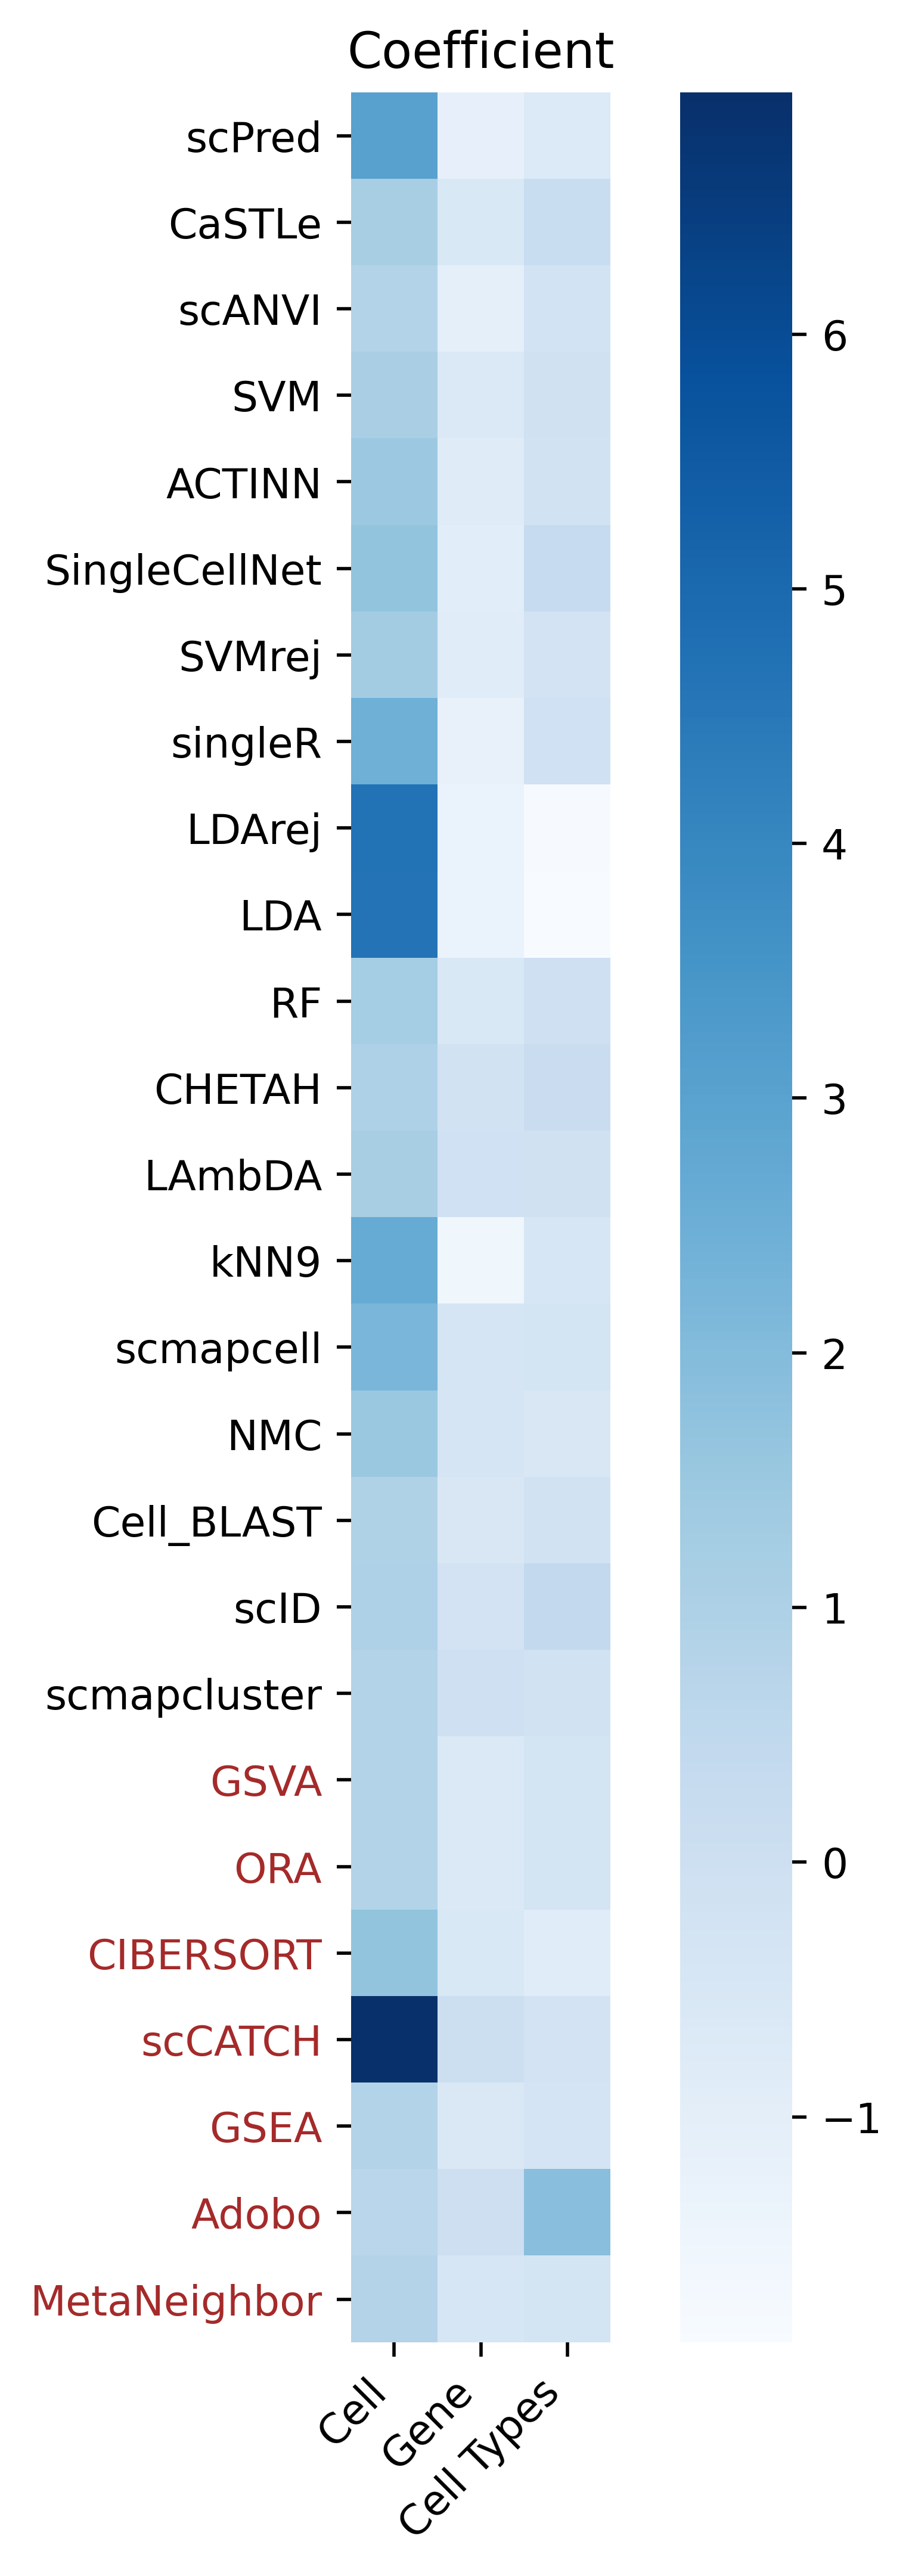 Coefficient
scPred
CaSTLe
scANVI
SVM
ACTINN
SingleCellNet
SVMrej
singleR
LDArej
LDA
RF
CHETAH
LAmbDA
kNN9
scmapcell
NMC
Cell_BLAST
scID
scmapcluster
GSVA
ORA
CIBERSORT
scCATCH
GSEA
Adobo
MetaNeighbor
Cell
Gene
Cell Types
6
5
4
3
2
1
0
−1